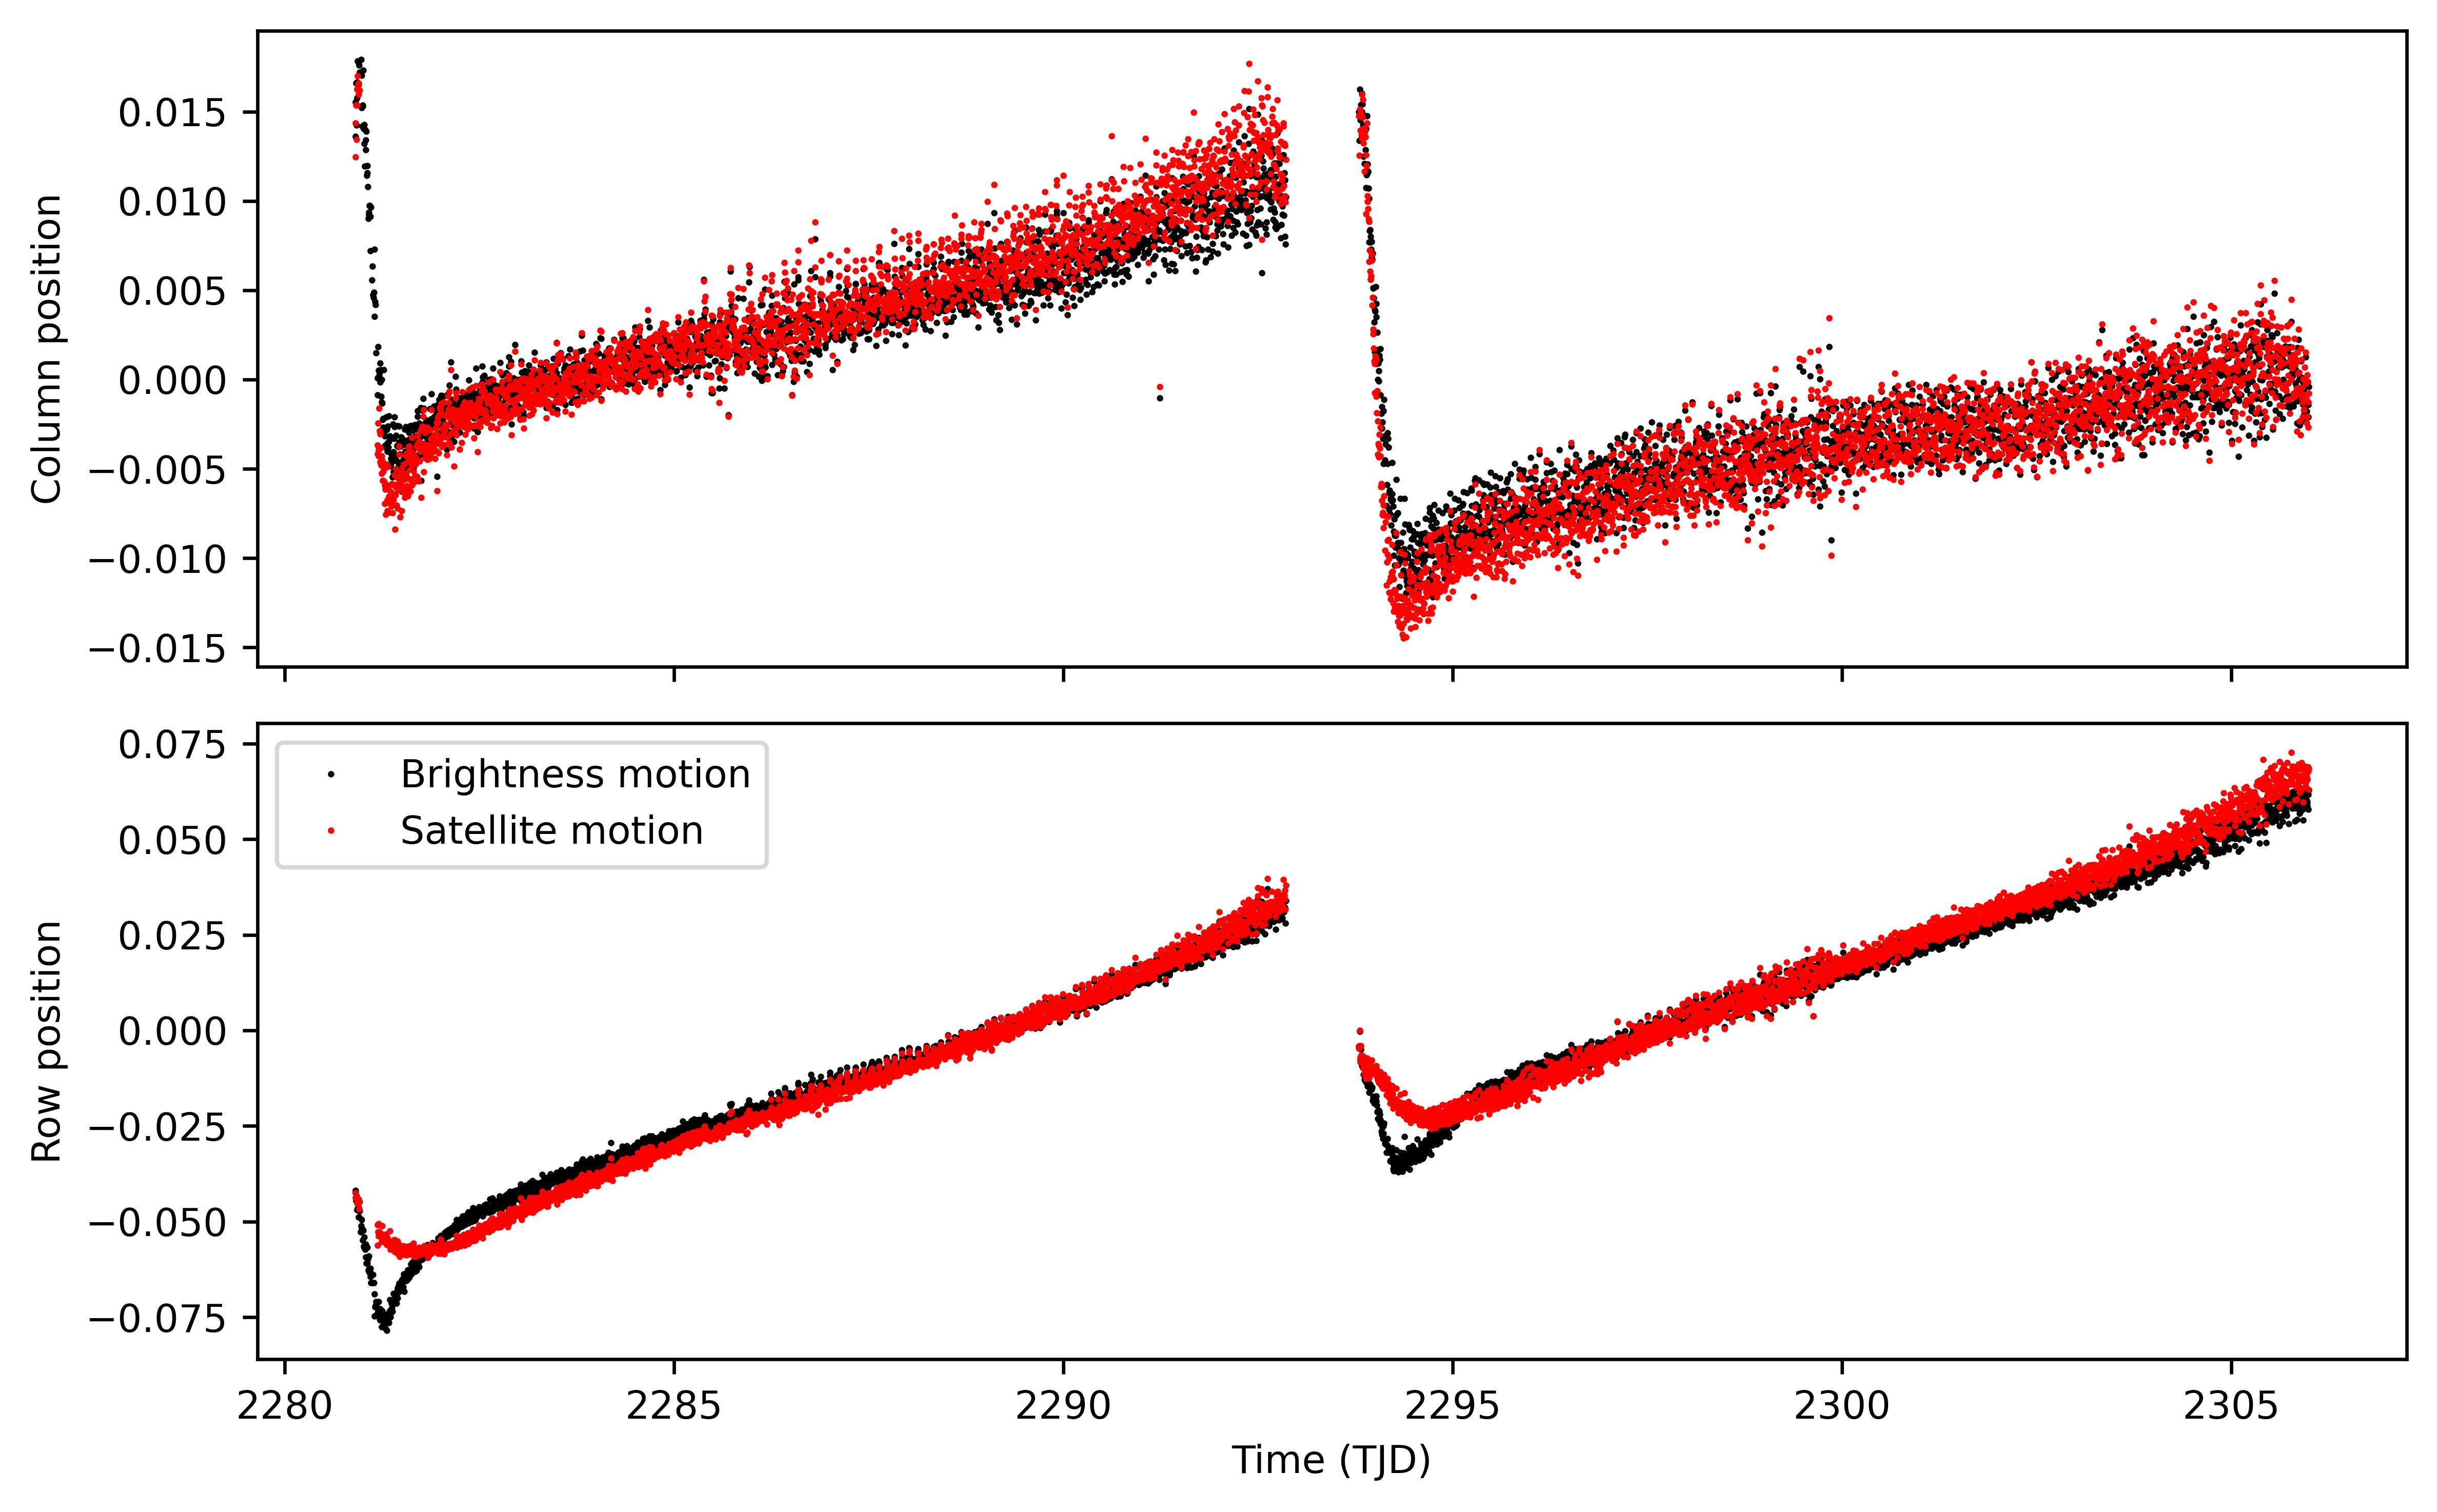 0.015
0.010
0.005
0.000
−0.005
−0.010
−0.015
Column position
0.075
0.050
0.025
0.000
−0.025
−0.050
−0.075
Row position
Brightness motion
Satellite motion
2280 2285 2290 2295 2300 2305
Time (TJD)